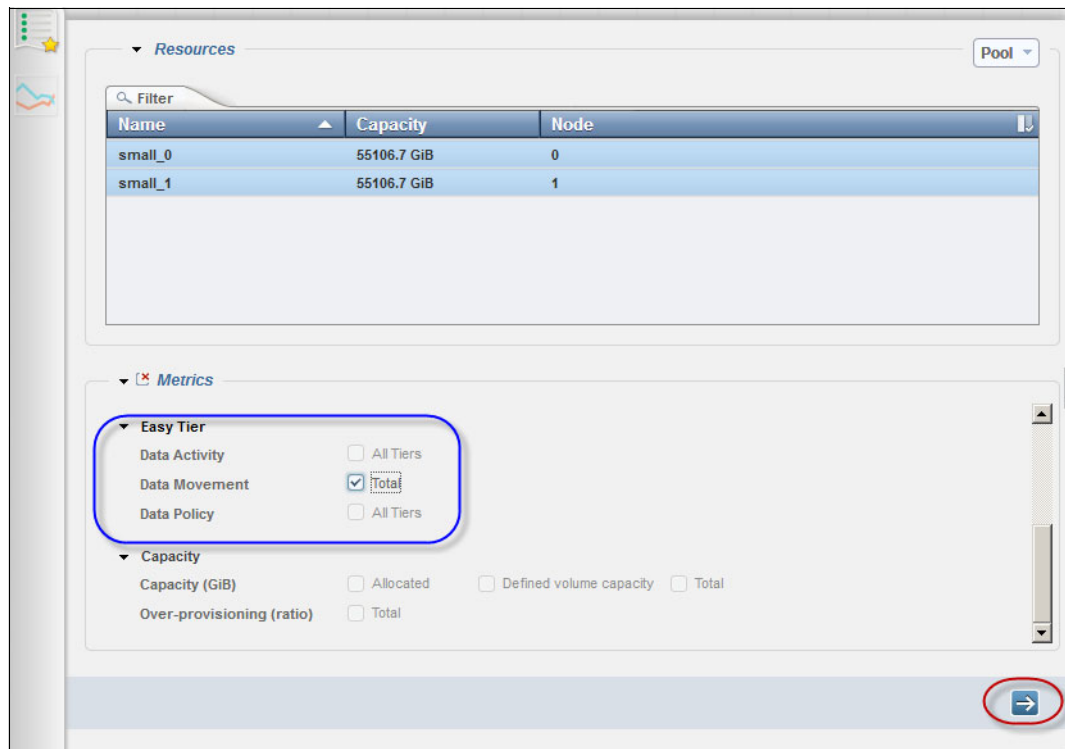 Resources
Pool
Filter
Name Capacity Node
small_0 55106.7 GiB 0
small_1 55106.7 GiB 1
Metrics
Easy Tier
Data Activity All Tiers
Data Movement Total
Data Policy All Tiers
Capacity
Capacity (GiB) Allocated Defined volume capacity Total
Over-provisioning (ratio) Total